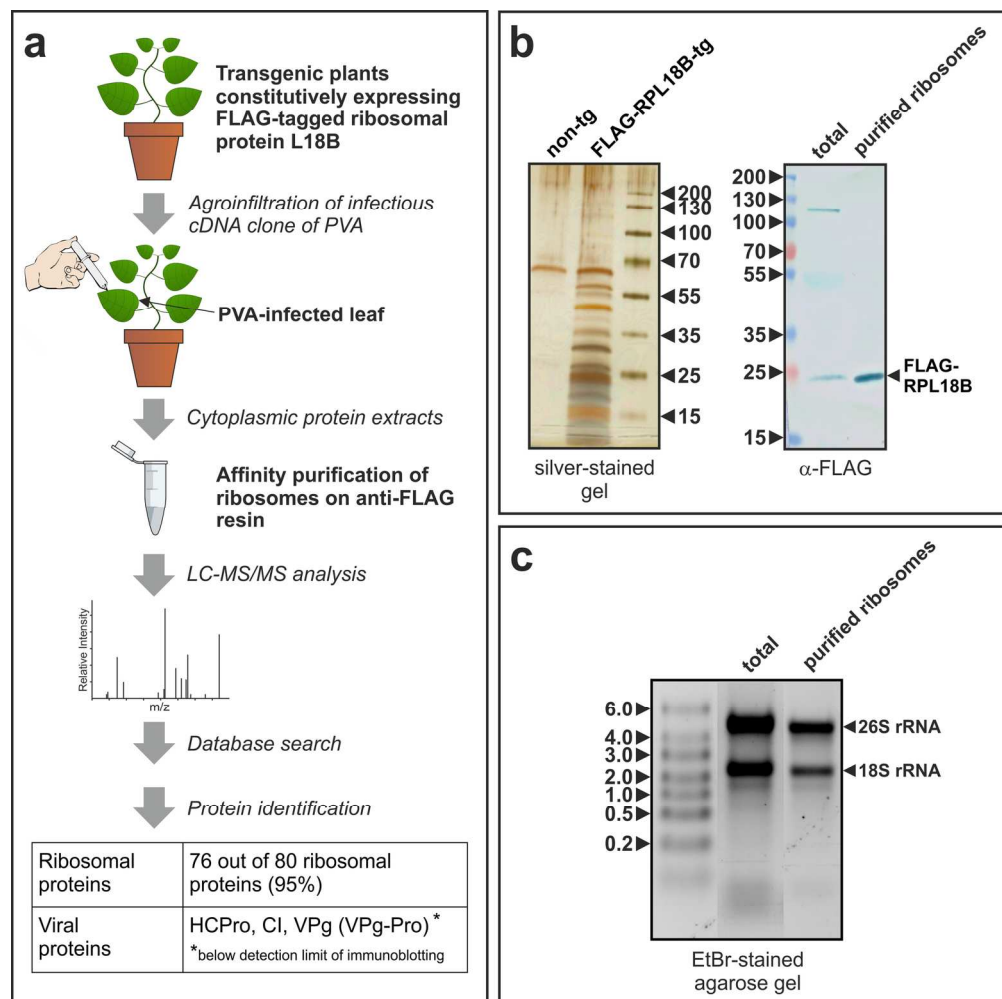 a
Transgenic plants
constitutively expressing
FLAG-tagged ribosomal
protein L18B
Agroinfiltration of infectious
cDNA clone of PVA
PVA-infected leaf
Cytoplasmic protein extracts
Affinity purification of
ribosomes on anti-FLAG
resin
LC-MS/MS analysis
Relative Intensity
m/z
Database search
Protein identification
Ribosomal
proteins
76 out of 80 ribosomal
proteins (95%)
Viral
proteins
HCPro, CI, VPg (VPg-Pro) *
*below detection limit of immunoblotting
b
non-tg
FLAG-RPL18B-tg
200
130
100
70
55
35
25
15
silver-stained
gel
total
purified ribosomes
200
130
100
70
55
35
25
15
FLAG-
RPL18B
α-FLAG
c
total
purified ribosomes
6.0
4.0
3.0
2.0
1.0
0.5
0.2
26S rRNA
18S rRNA
EtBr-stained
agarose gel